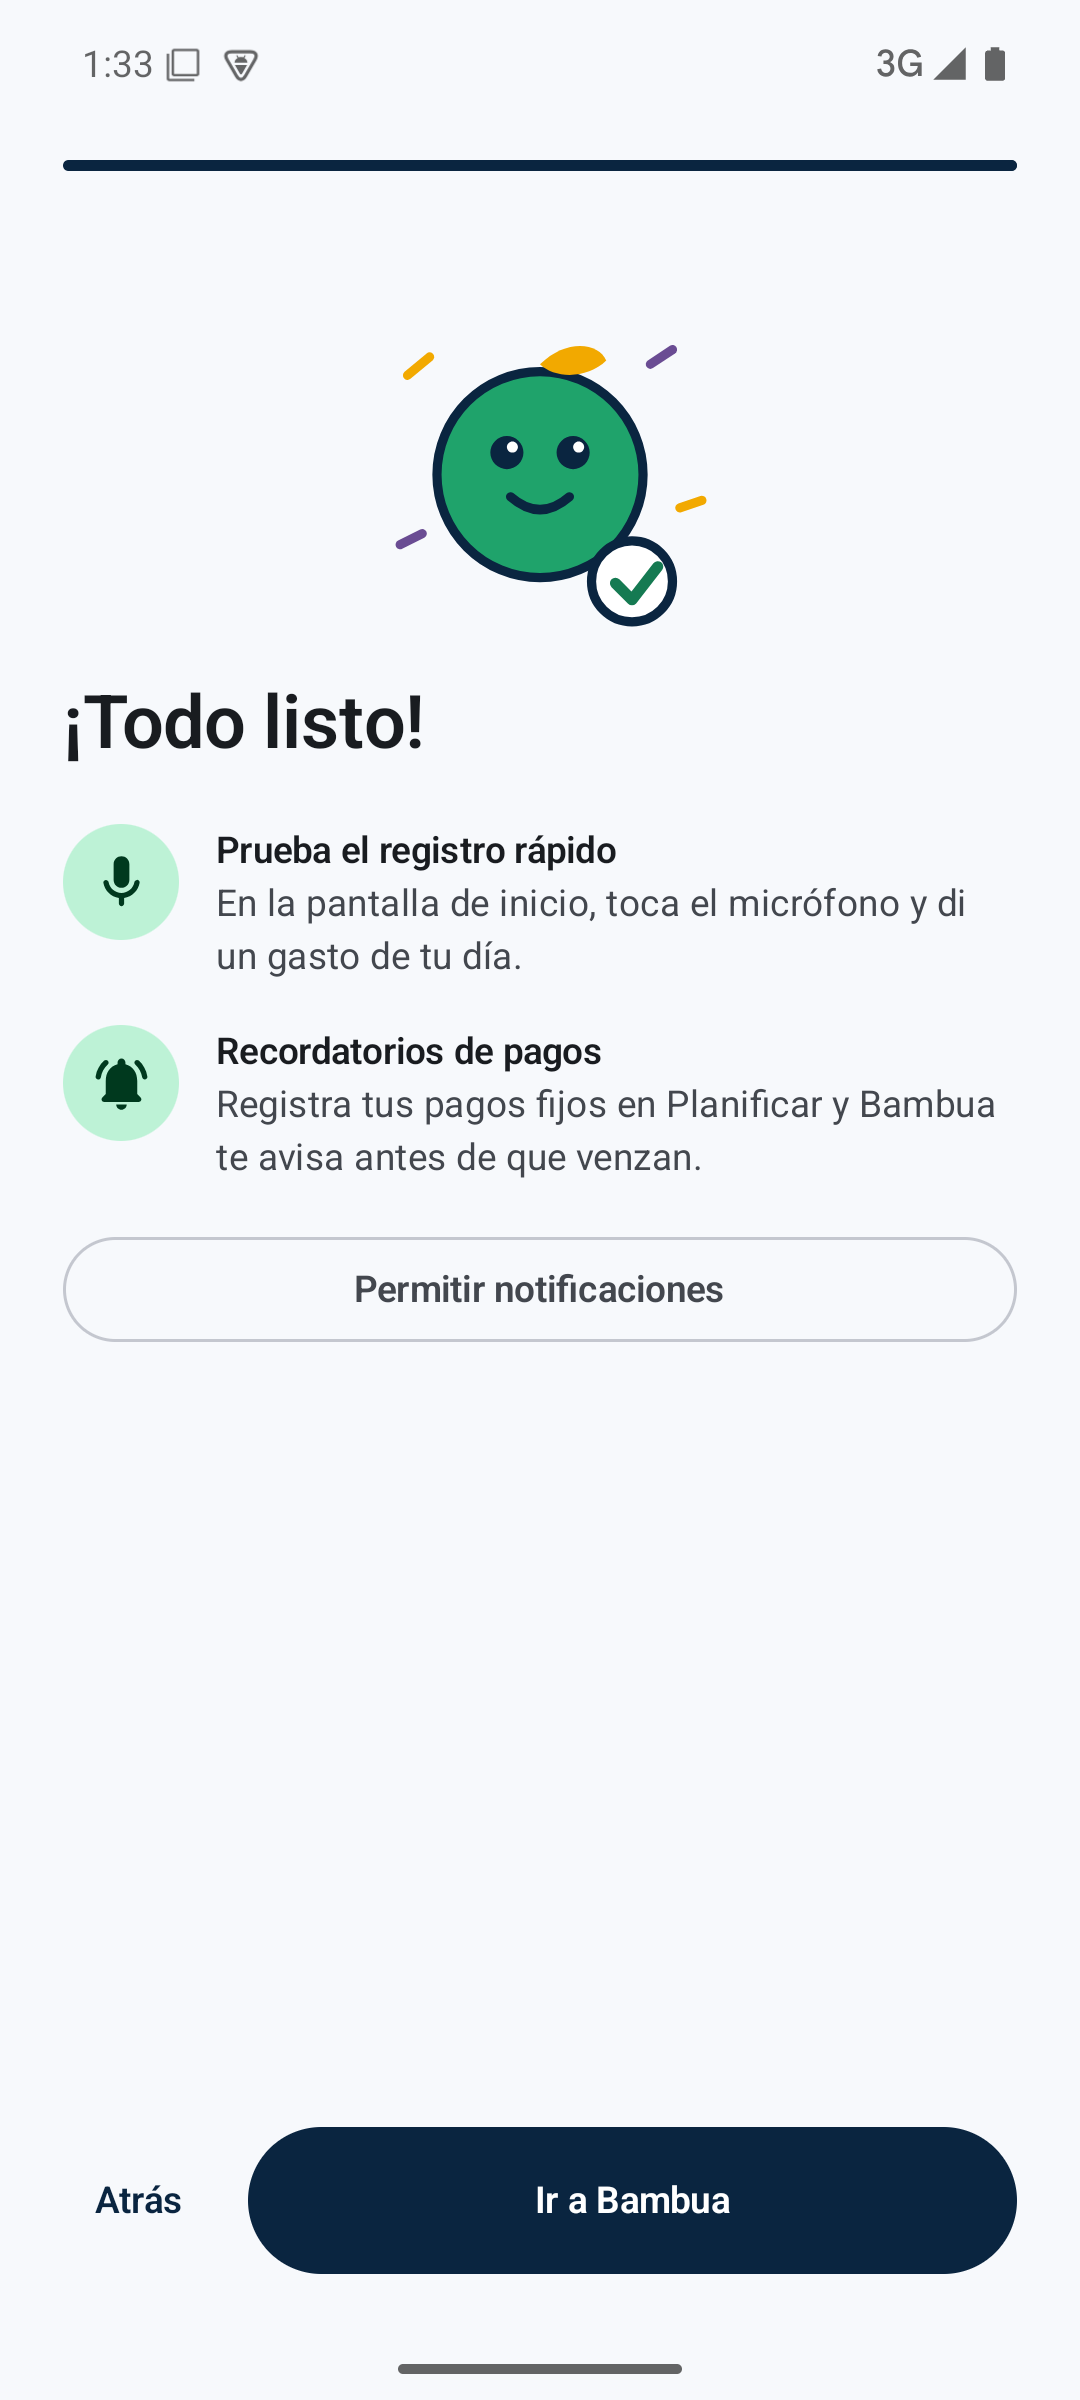 1:33
3G
¡Todo listo!
Prueba el registro rápido
En la pantalla de inicio, toca el micrófono y di
un gasto de tu día.
Recordatorios de pagos
Registra tus pagos fijos en Planificar y Bambua
te avisa antes de que venzan.
Permitir notificaciones
Atrás
Ir a Bambua